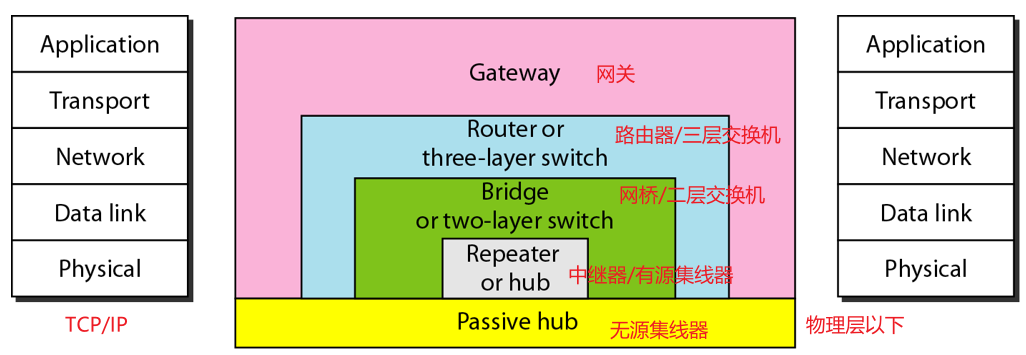 Application
Transport
Network
Data link
Physical
TCP/IP
Gateway
网关
Router or
three-layer switch
路由器/三层交换机
Bridge
or two-layer switch
网桥/二层交换机
Repeater
or hub
中继器/有源集线器
Passive hub
无源集线器
Application
Transport
Network
Data link
Physical
物理层以下